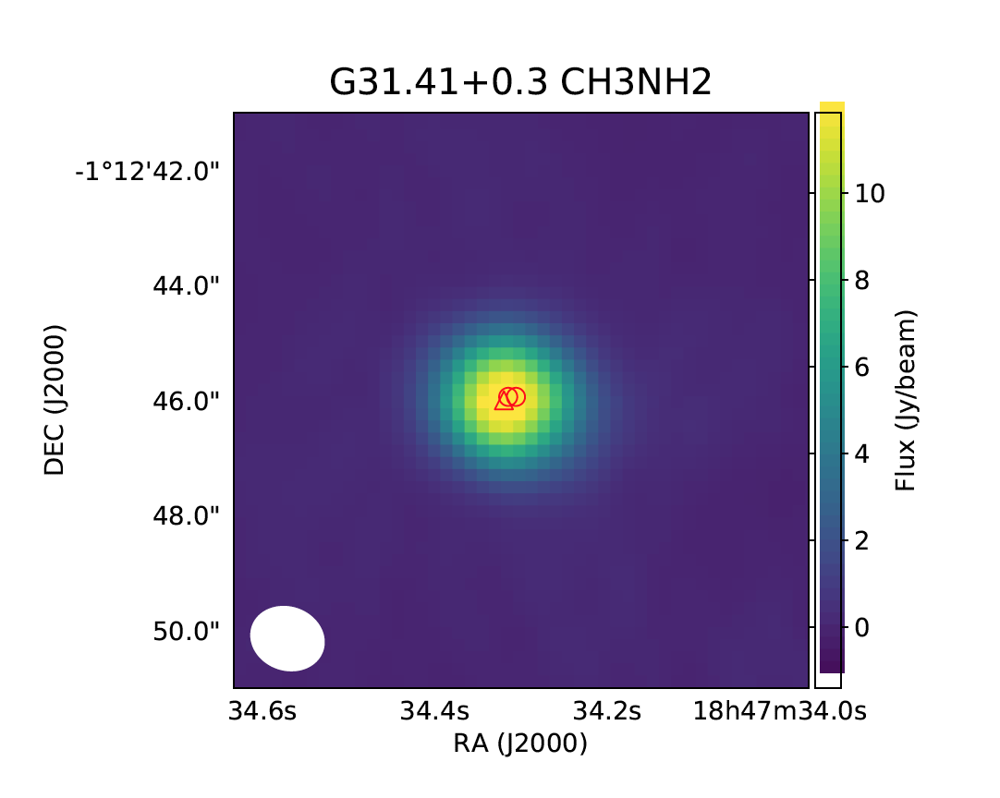 G31.41+0.3 CH3NH2
-1°12'42.0"
44.0"
46.0"
48.0"
50.0"
DEC (J2000)
34.6s
34.4s
34.2s
18h47m34.0s
RA (J2000)
10
8
6
4
2
0
Flux (Jy/beam)